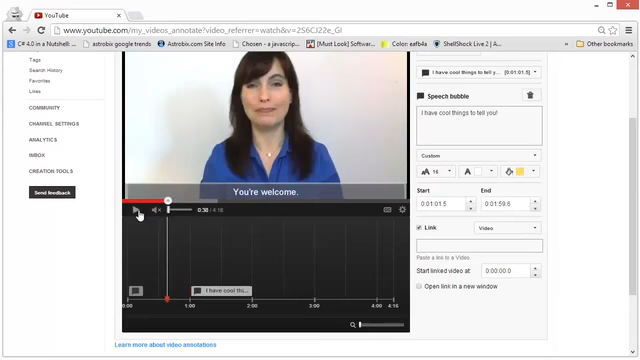 YouTube
www.youtube.com/my_videos_annotate?video_referrer=watch&v=2S6CJ22e_GI
C# 4.0 in a Nutshell:
astrobix google trends
Astrobix.com Site Info
Chosen - a javascrip...
[Must Look] Software...
Color: eafb4a
ShellShock Live 2 | A...
Other bookmarks
Tags
Search History
Favorites
Likes
COMMUNITY
CHANNEL SETTINGS
ANALYTICS
INBOX
CREATION TOOLS
Send feedback
You're welcome.
0:38 / 4:16
I have cool thi...
0:00
1:00
2:00
3:00
4:00
4:16
Learn more about video annotations
I have cool things to tell y... [0:01:01.5]
Speech bubble
I have cool things to tell you!
Custom
16
Start
End
0:01:01.5
0:01:59.6
Link
Video
Paste a link to a Video.
Start linked video at:
0:00:00.0
Open link in a new window